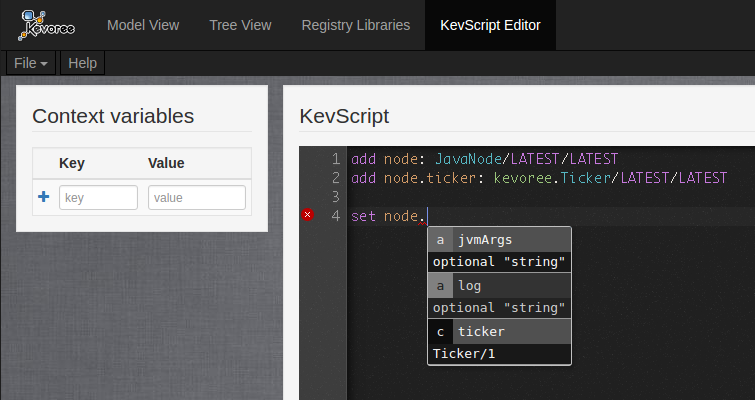 Kevoree
Model View
Tree View
Registry Libraries
KevScript Editor
File
Help
Context variables
Key
Value
key
value
KevScript
1 add node: JavaNode/LATEST/LATEST
2 add node.ticker: kevoree.Ticker/LATEST/LATEST
3
4 set node.
a jvmArgs
optional "string"
a log
optional "string"
c ticker
Ticker/1